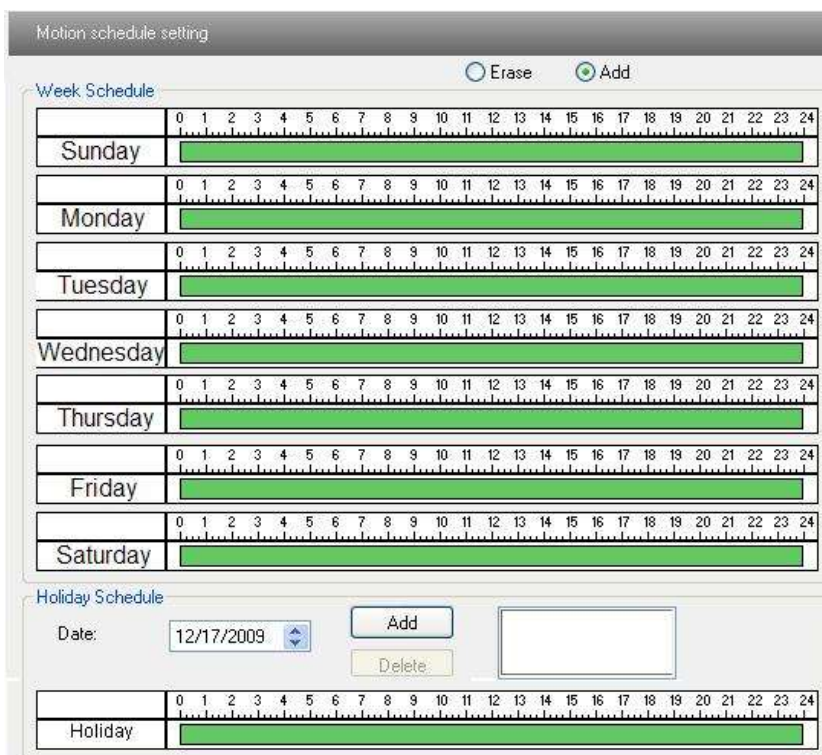 Motion schedule setting
Erase Add
Week Schedule
0 1 2 3 4 5 6 7 8 9 10 11 12 13 14 15 16 17 18 19 20 21 22 23 24
Sunday
0 1 2 3 4 5 6 7 8 9 10 11 12 13 14 15 16 17 18 19 20 21 22 23 24
Monday
0 1 2 3 4 5 6 7 8 9 10 11 12 13 14 15 16 17 18 19 20 21 22 23 24
Tuesday
0 1 2 3 4 5 6 7 8 9 10 11 12 13 14 15 16 17 18 19 20 21 22 23 24
Wednesday
0 1 2 3 4 5 6 7 8 9 10 11 12 13 14 15 16 17 18 19 20 21 22 23 24
Thursday
0 1 2 3 4 5 6 7 8 9 10 11 12 13 14 15 16 17 18 19 20 21 22 23 24
Friday
0 1 2 3 4 5 6 7 8 9 10 11 12 13 14 15 16 17 18 19 20 21 22 23 24
Saturday
Holiday Schedule
Date: 12/17/2009 Add
Delete
0 1 2 3 4 5 6 7 8 9 10 11 12 13 14 15 16 17 18 19 20 21 22 23 24
Holiday